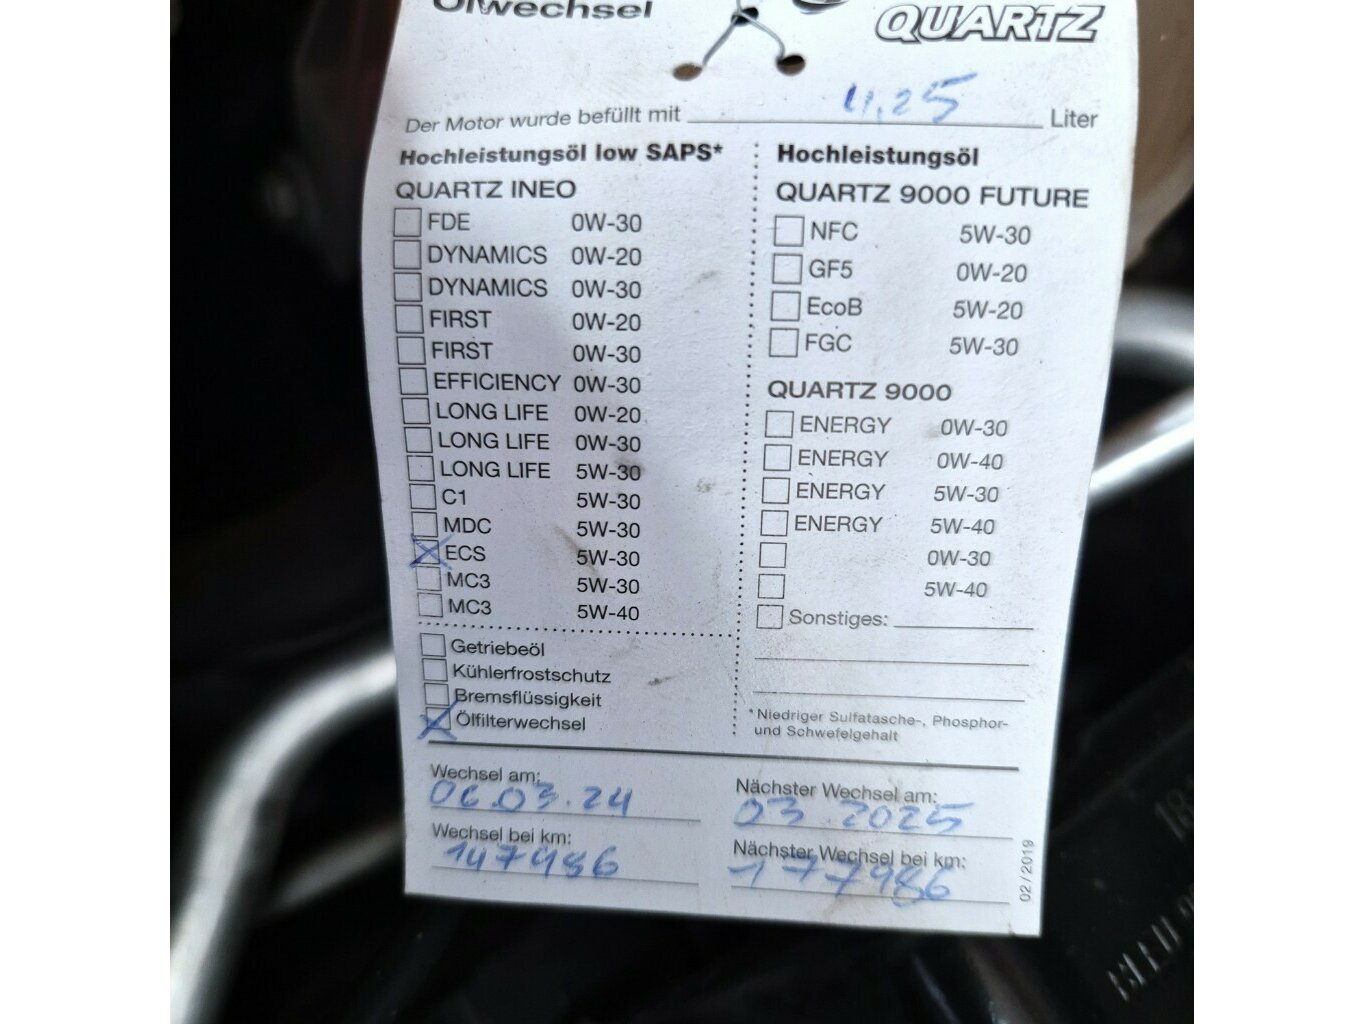 Ölwechsel
QUARTZ
Der Motor wurde befüllt mit 4,25 Liter
Hochleistungsöl low SAPS*
QUARTZ INEO
FDE 0W-30
DYNAMICS 0W-20
DYNAMICS 0W-30
FIRST 0W-20
FIRST 0W-30
EFFICIENCY 0W-30
LONG LIFE 0W-20
LONG LIFE 0W-30
LONG LIFE 5W-30
C1 5W-30
MDC 5W-30
ECS 5W-30
MC3 5W-30
MC3 5W-40
Getriebeöl
Kühlerfrostschutz
Bremsflüssigkeit
Ölfilterwechsel
Hochleistungsöl
QUARTZ 9000 FUTURE
NFC 5W-30
GF5 0W-20
EcoB 5W-20
FGC 5W-30
QUARTZ 9000
ENERGY 0W-30
ENERGY 0W-40
ENERGY 5W-30
ENERGY 5W-40
0W-30
5W-40
Sonstiges:
*Niedriger Sulfatasche-, Phosphor-
und Schwefelgehalt
Wechsel am:
06.03.24
Nächster Wechsel am:
03.2025
Wechsel bei km:
147986
Nächster Wechsel bei km:
177986
02/2019